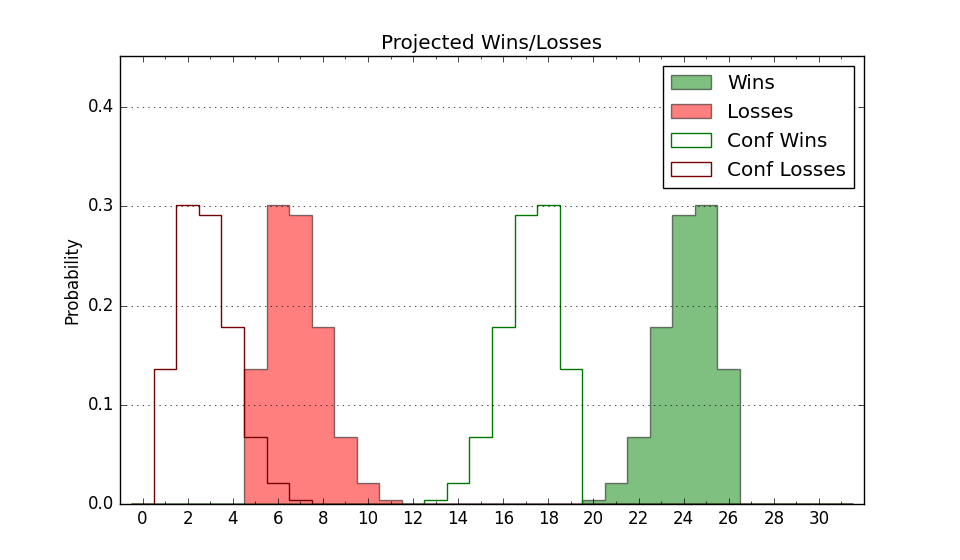 Projected Wins/Losses
Wins
Losses
Conf Wins
Conf Losses
Probability
0.4
0.3
0.2
0.1
0.0
0 2 4 6 8 10 12 14 16 18 20 22 24 26 28 30